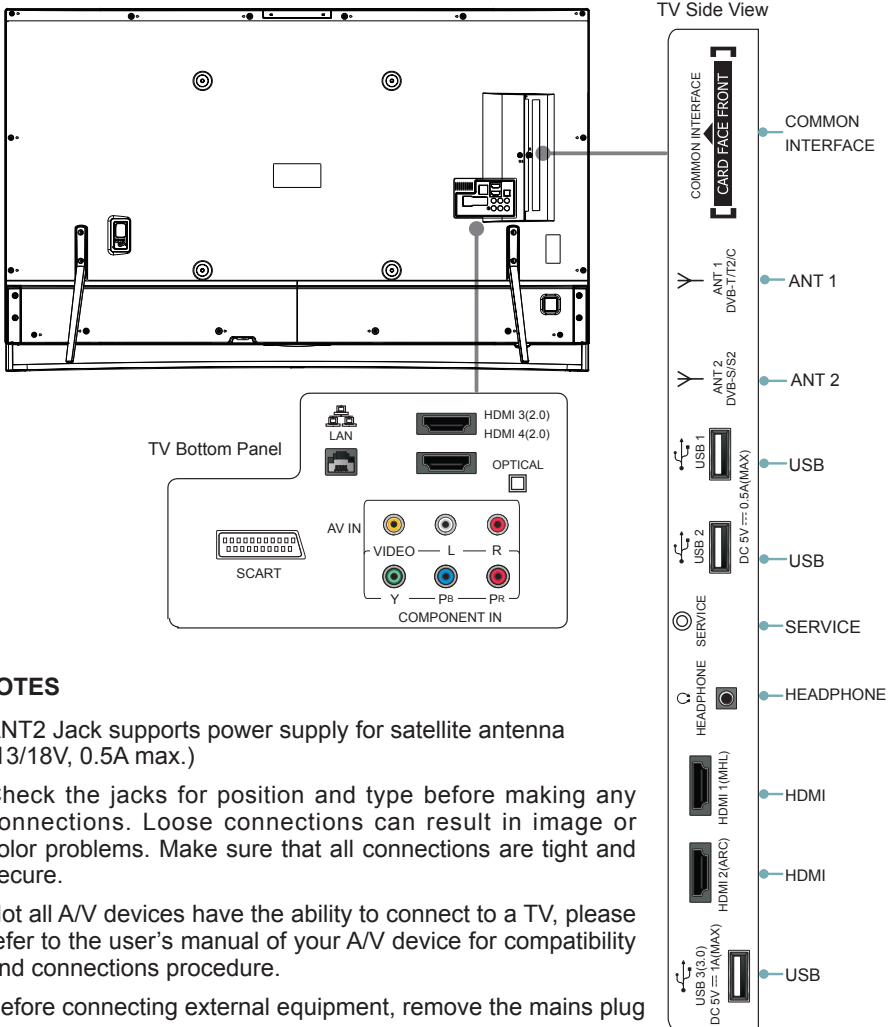 TV Side View
COMMON INTERFACE
CARD FACE FRONT
COMMON
INTERFACE
ANT 1
DVB-T/T2/C
ANT 1
ANT 2
DVB-S/S2
ANT 2
USB 1
USB
DC 5V ⎓ 0.5A(MAX)
USB 2
USB
SERVICE
SERVICE
HEADPHONE
HEADPHONE
HDMI 1(MHL)
HDMI
HDMI 2(ARC)
HDMI
USB 3(3.0)
DC 5V ⎓ 1A(MAX)
USB
TV Bottom Panel
LAN
HDMI 3(2.0)
HDMI 4(2.0)
OPTICAL
SCART
AV IN
VIDEO L R
Y PB PR
COMPONENT IN
OTES
NT2 Jack supports power supply for satellite antenna
13/18V, 0.5A max.)
heck the jacks for position and type before making any
onnections. Loose connections can result in image or
olor problems. Make sure that all connections are tight and
ecure.
ot all A/V devices have the ability to connect to a TV, please
efer to the user's manual of your A/V device for compatibility
nd connections procedure.
efore connecting external equipment, remove the mains plug